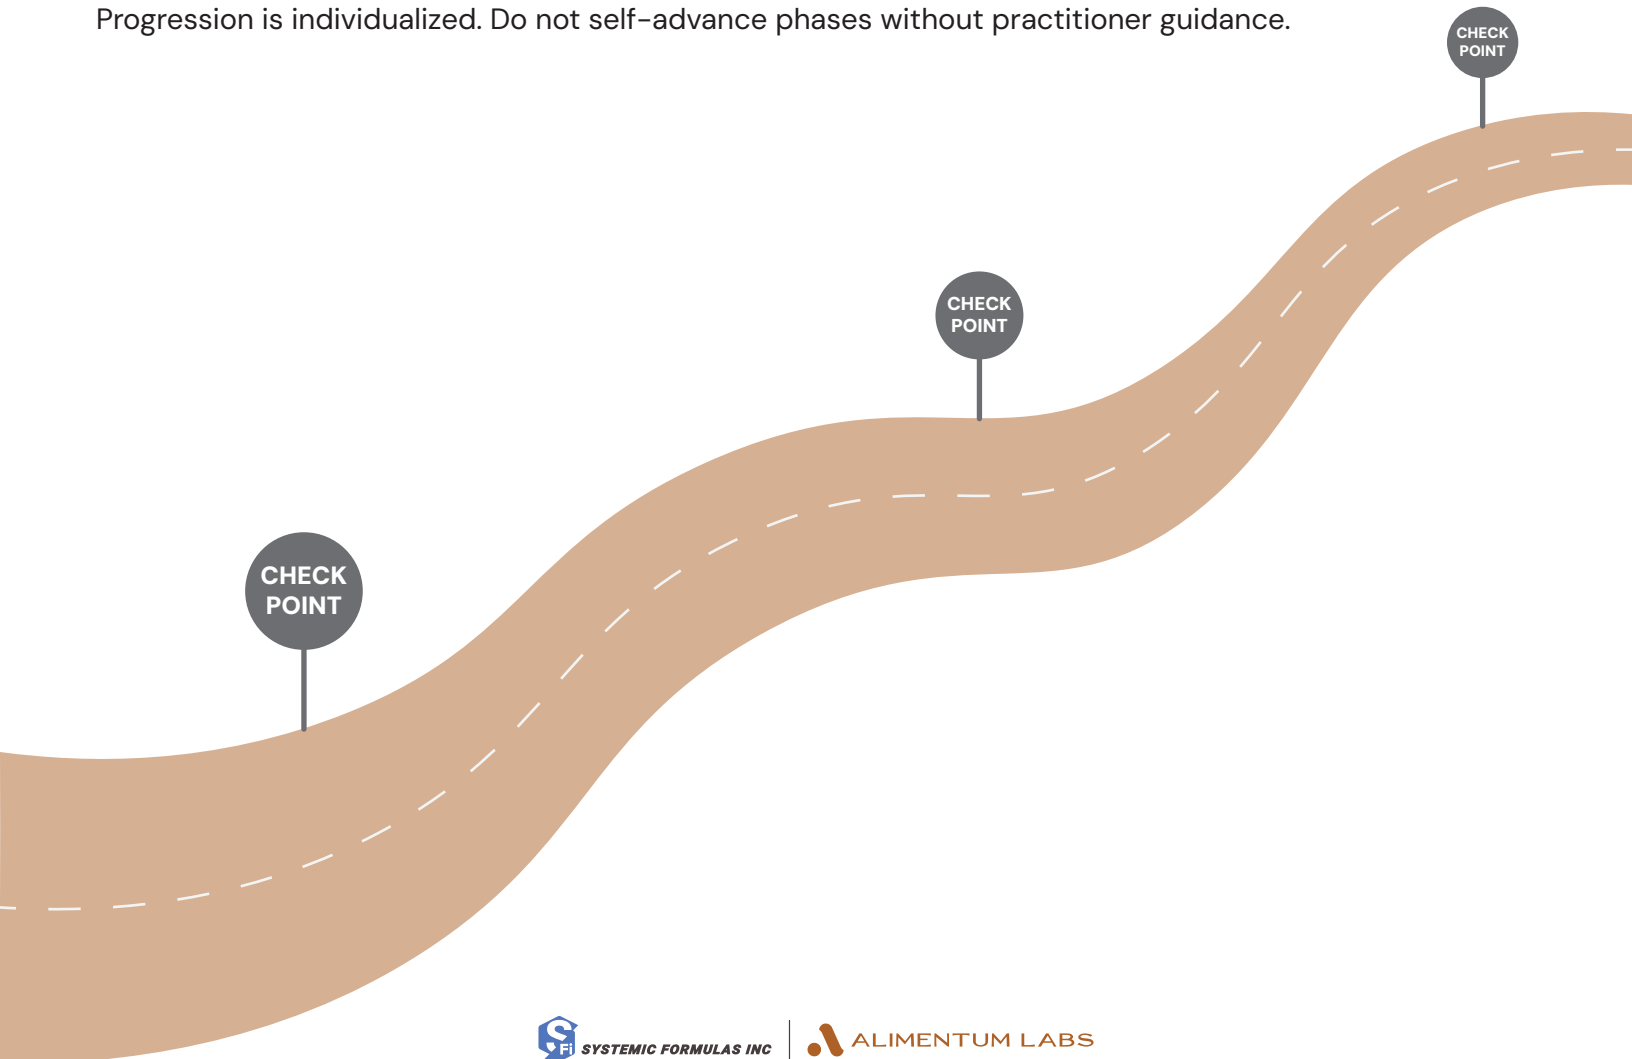 Progression is individualized. Do not self-advance phases without practitioner guidance.
CHECK
POINT
CHECK
POINT
CHECK
POINT
S
Fi
SYSTEMIC FORMULAS INC
ALIMENTUM LABS